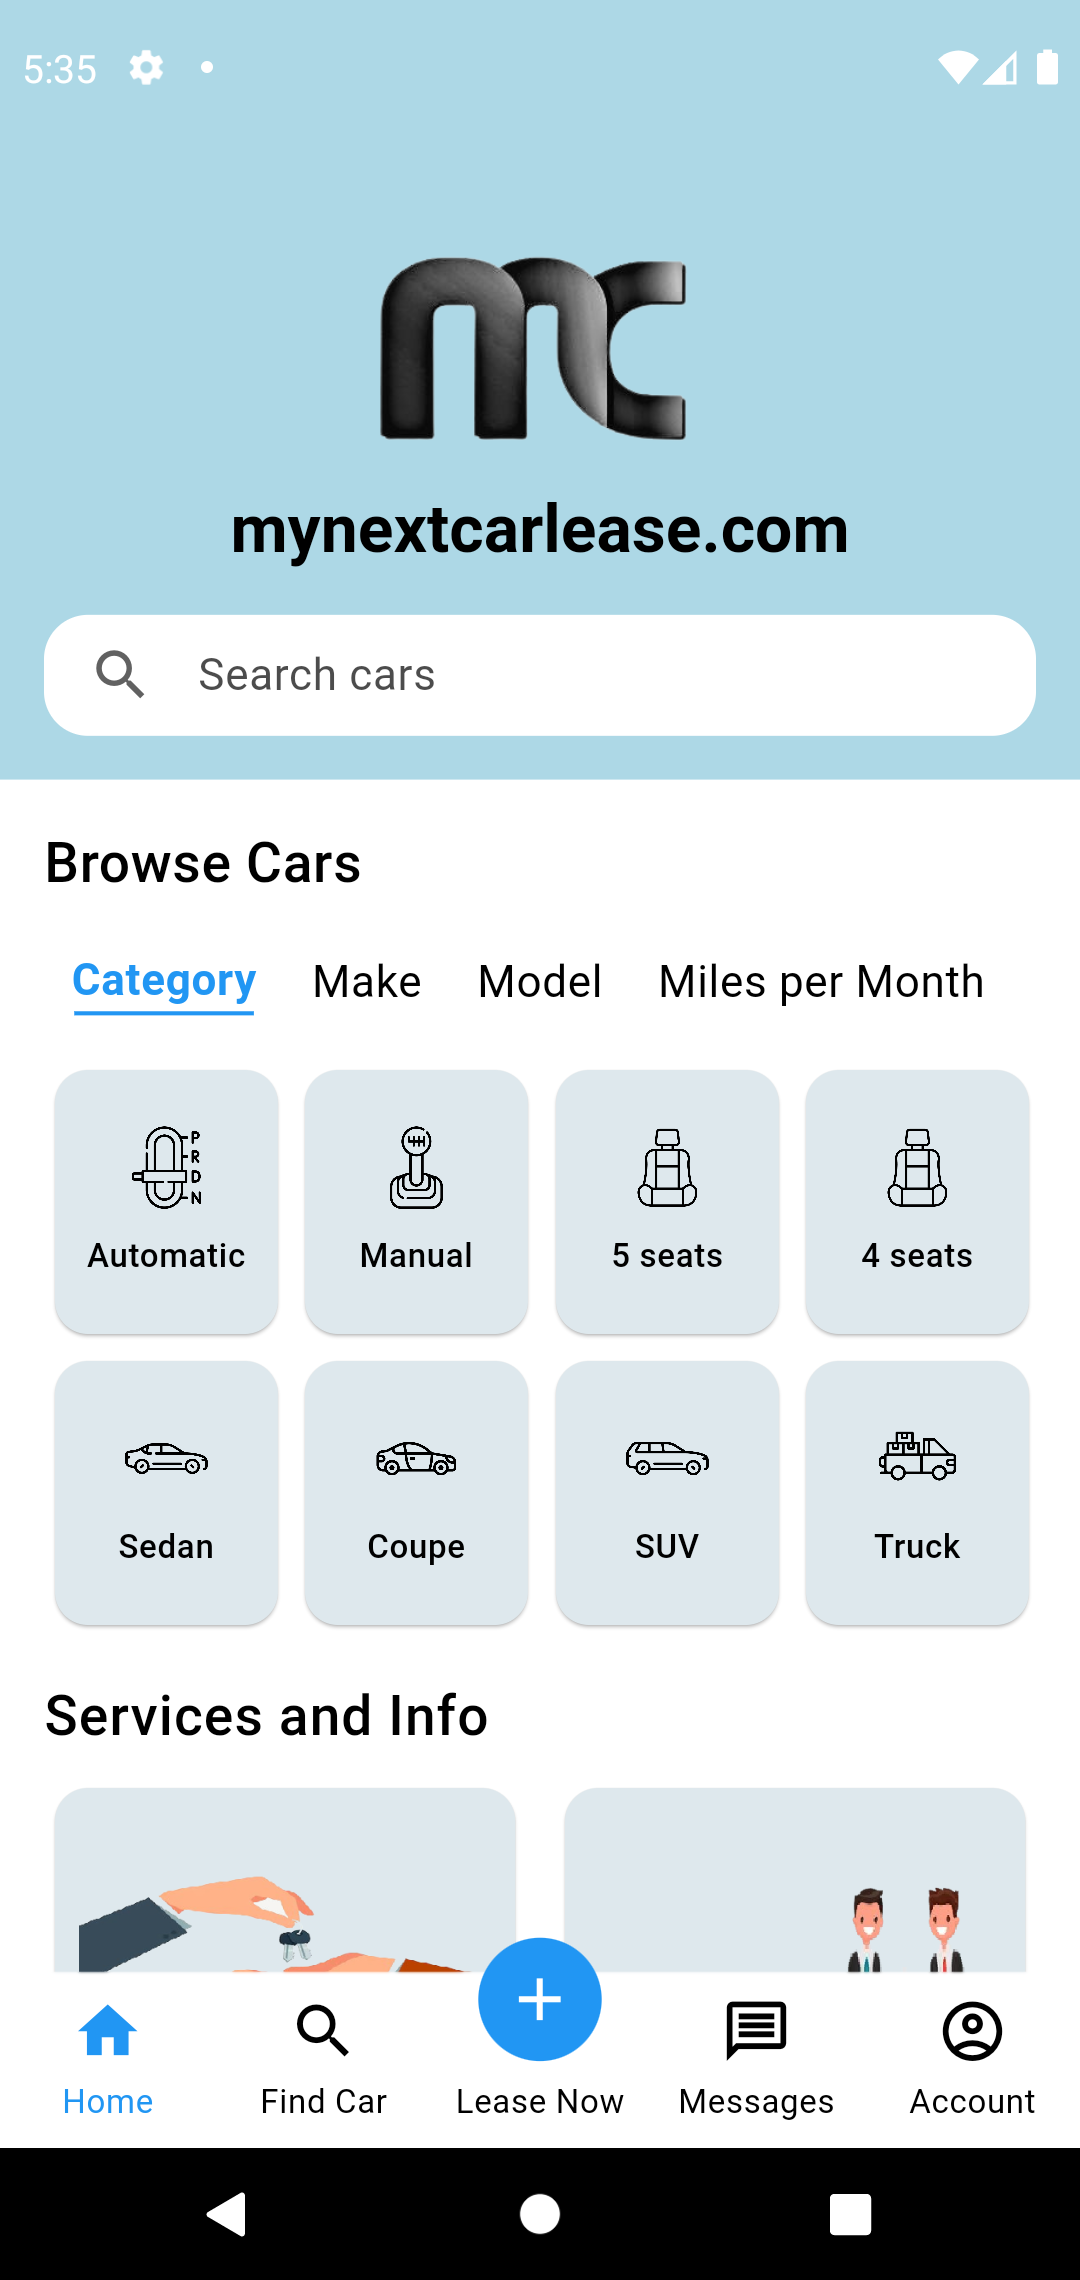 5:35
mc
mynextcarlease.com
Search cars
Browse Cars
Category Make Model Miles per Month
P
R
D
N
Automatic Manual 5 seats 4 seats
Sedan Coupe SUV Truck
Services and Info
Home Find Car Lease Now Messages Account